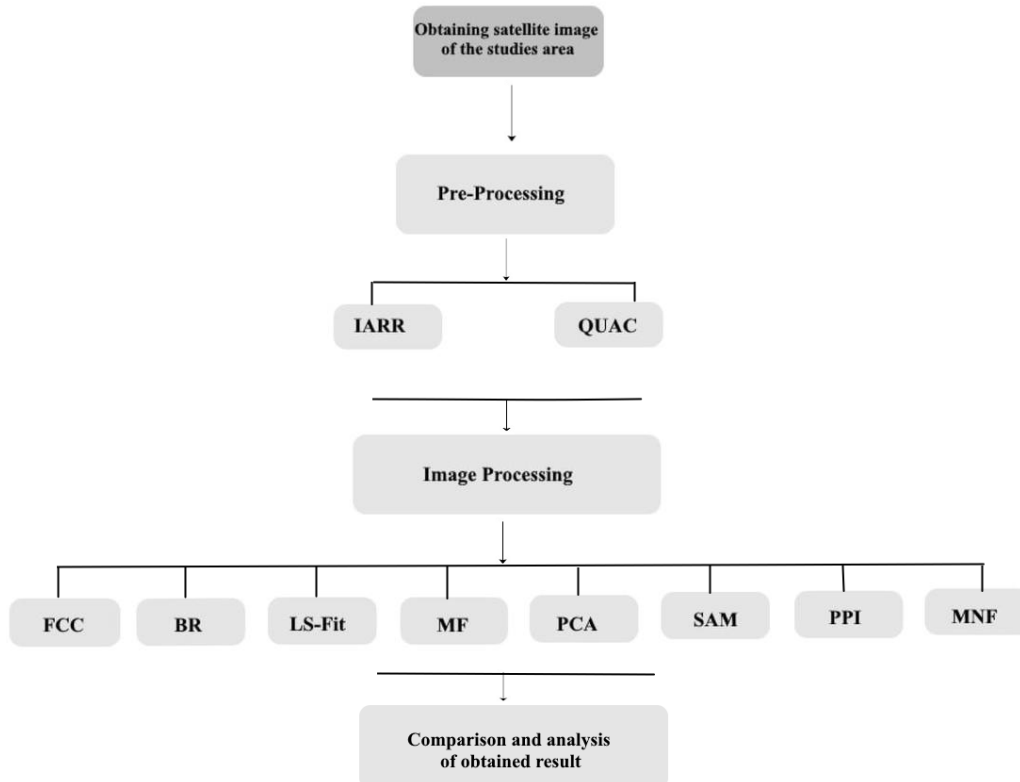 Obtaining satellite image
of the studies area
Pre-Processing
IARR
QUAC
Image Processing
FCC
BR
LS-Fit
MF
PCA
SAM
PPI
MNF
Comparison and analysis
of obtained result